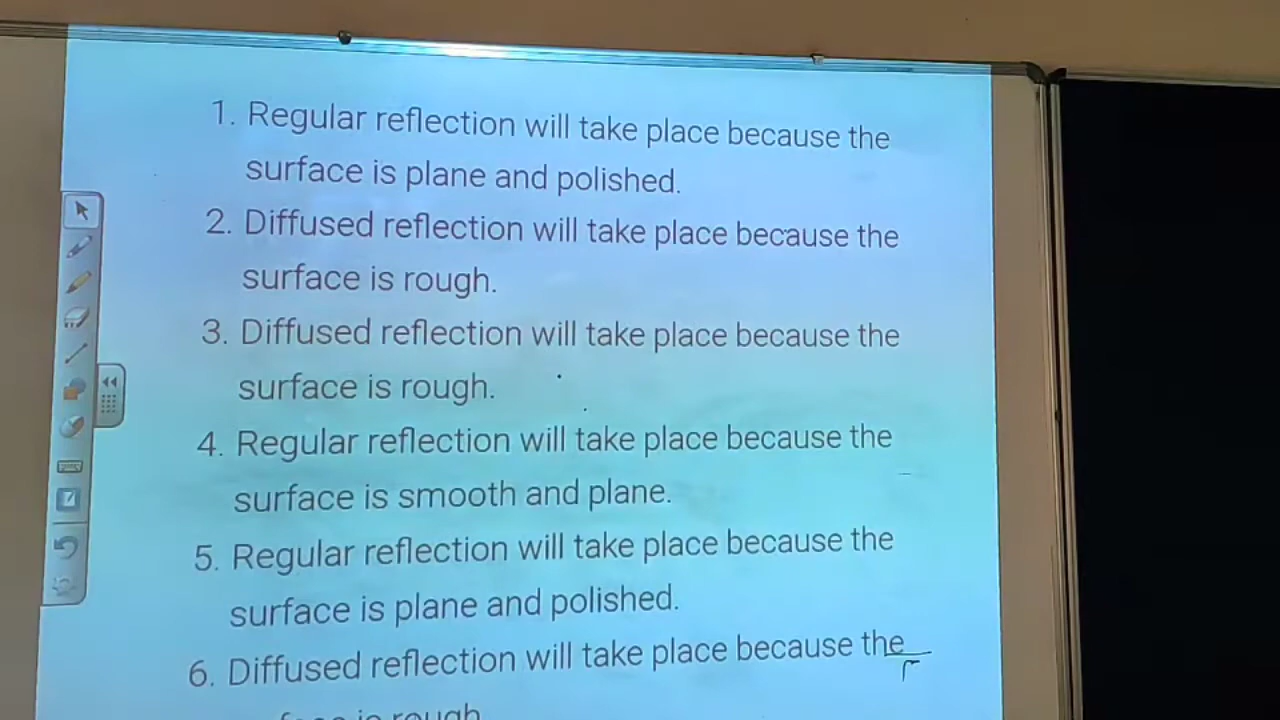 1. Regular reflection will take place because the
surface is plane and polished.
2. Diffused reflection will take place because the
surface is rough.
3. Diffused reflection will take place because the
surface is rough.
4. Regular reflection will take place because the
surface is smooth and plane.
5. Regular reflection will take place because the
surface is plane and polished.
6. Diffused reflection will take place because the
is rough